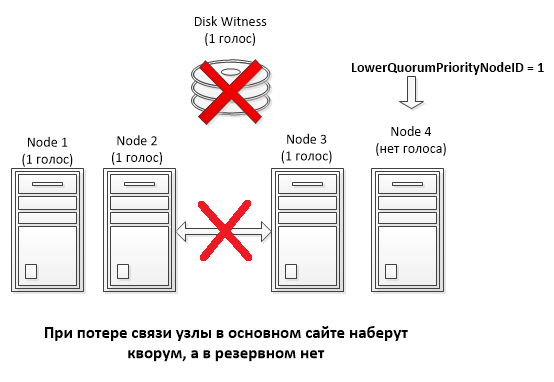 Disk Witness
(1 голос)
LowerQuorumPriorityNodeID = 1
Node 1
(1 голос)
Node 2
(1 голос)
Node 3
(1 голос)
Node 4
(нет голоса)
При потере связи узлы в основном сайте наберут
кворум, а в резервном нет